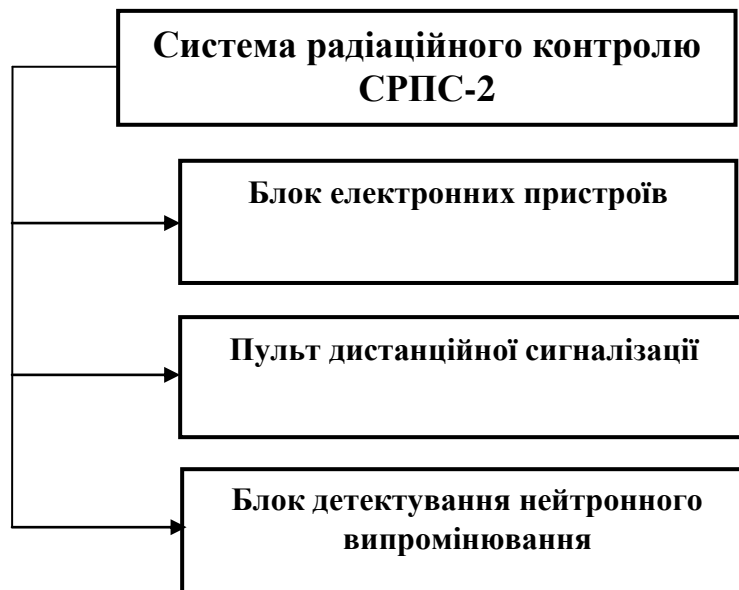 Система радіаційного контролю
СРПС-2
Блок електронних пристроїв
Пульт дистанційної сигналізації
Блок детектування нейтронного
випромінювання